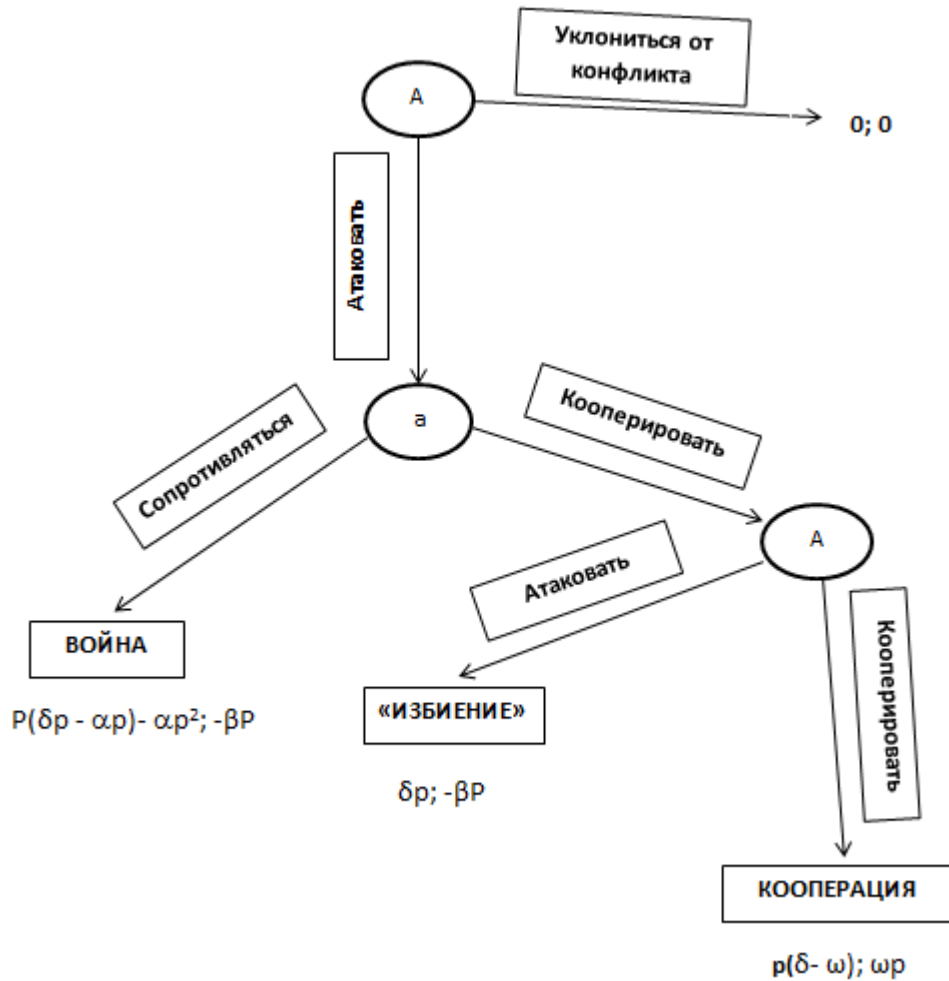 Уклониться от
конфликта
А
0; 0
Атаковать
а
Сопротивляться
Кооперировать
А
Атаковать
Кооперировать
ВОЙНА
P(δp - αp)- αp²; -βP
«ИЗБИЕНИЕ»
δp; -βP
КООПЕРАЦИЯ
p(δ- ω); ωp